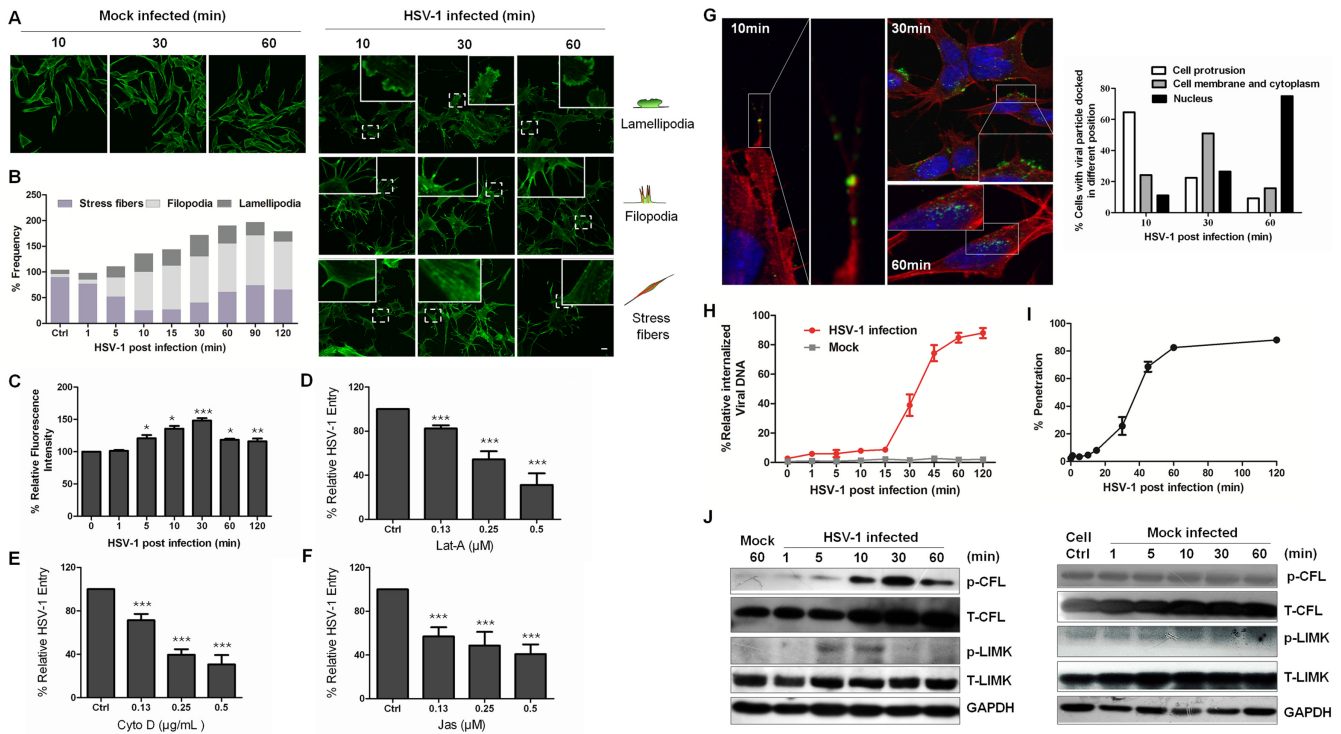 A
Mock infected (min)
10 30 60
HSV-1 infected (min)
10 30 60
Lamellipodia
Filopodia
Stress
fibers
B
Stress fibers Filopodia Lamellipodia
% Frequency
250
200
150
100
50
0
Ctrl 1 5 10 15 30 60 90 120
HSV-1 post infection (min)
C
% Relative Fluorescence
Intensity
200
150
100
50
0
* * *** * **
0 1 5 10 30 60 120
HSV-1 post infection (min)
D
% Relative HSV-1 Entry
120
80
40
0
*** *** ***
Ctrl 0.13 0.25 0.5
Lat-A (μM)
E
% Relative HSV-1 Entry
120
80
40
0
*** *** ***
Ctrl 0.13 0.25 0.5
Cyto D (μg/mL )
F
% Relative HSV-1 Entry
120
80
40
0
*** *** ***
Ctrl 0.13 0.25 0.5
Jas (μM)
G
10min
30min
60min
Cell protrusion
Cell membrane and cytoplasm
Nucleus
% Cells with viral particle docked
in different position
80
60
40
20
0
10 30 60
HSV-1 post infection (min)
H
HSV-1 infection
Mock
% Relative internalized
Viral DNA
100
80
60
40
20
0
0 1 5 10 15 30 45 60 120
HSV-1 post infection (min)
I
% Penetration
100
80
60
40
20
0
0 20 40 60 80 100 120
HSV-1 post infection (min)
J
Mock HSV-1 infected
60 1 5 10 30 60 (min)
p-CFL
T-CFL
p-LIMK
T-LIMK
GAPDH
Cell Mock infected
Ctrl 1 5 10 30 60 (min)
p-CFL
T-CFL
p-LIMK
T-LIMK
GAPDH